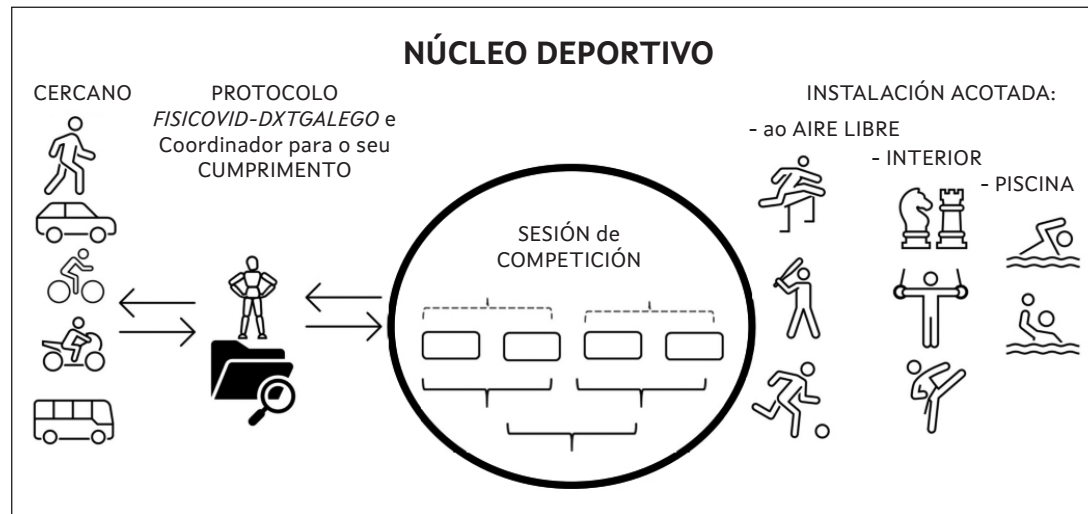 NÚCLEO DEPORTIVO
CERCANO
PROTOCOLO
FISICOVID-DXTGALEGO e
Coordinador para o seu
CUMPRIMENTO
SESIÓN de
COMPETICIÓN
INSTALACIÓN ACOTADA:
- ao AIRE LIBRE
- INTERIOR
- PISCINA